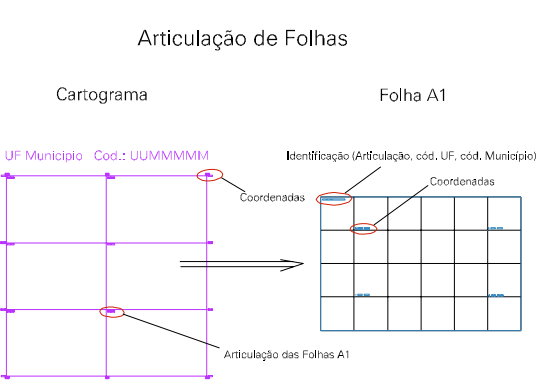 Articulação de Folhas
Cartograma
Folha A1
UF Municipio Cod.: UUMMMMM
Identificação (Articulação, cód. UF, cód. Município)
Coordenadas
Coordenadas
Articulação das Folhas A1